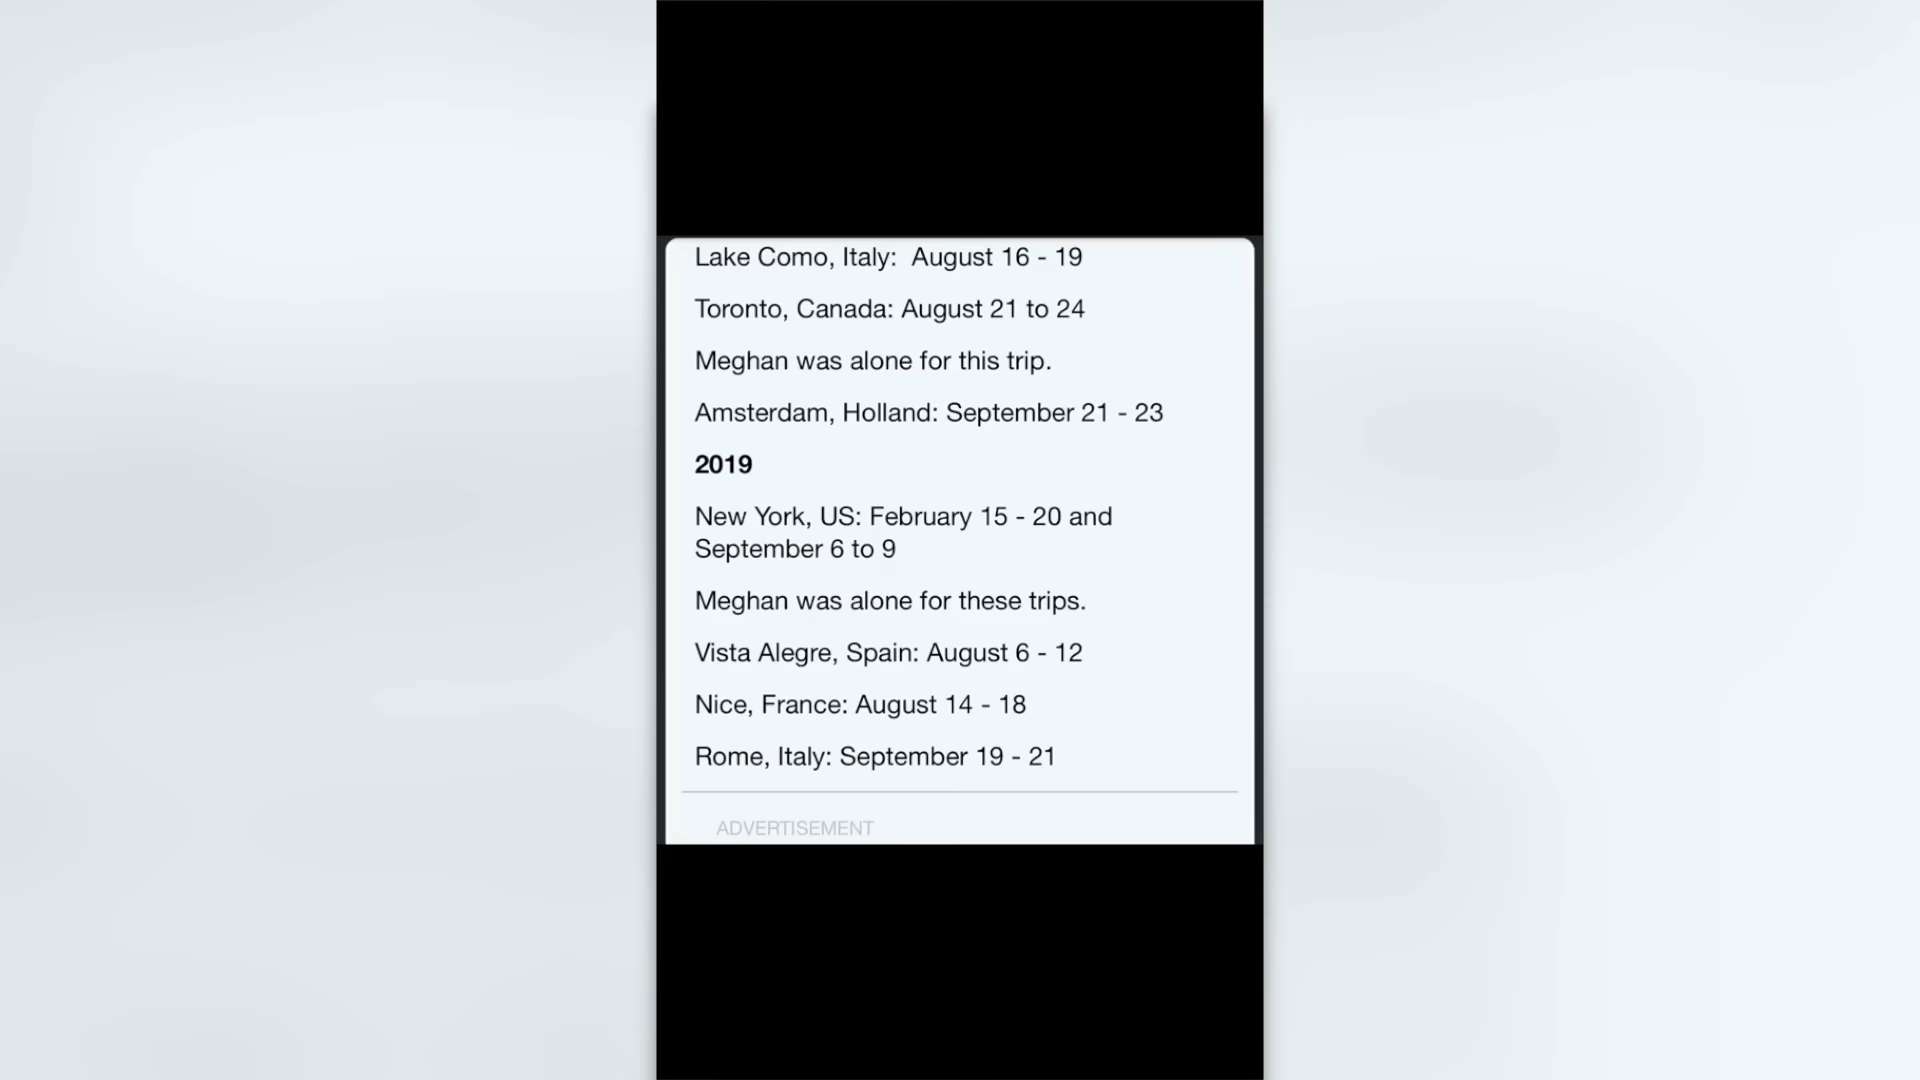 Lake Como, Italy:  August 16 - 19
Toronto, Canada: August 21 to 24
Meghan was alone for this trip.
Amsterdam, Holland: September 21 - 23
2019
New York, US: February 15 - 20 and
September 6 to 9
Meghan was alone for these trips.
Vista Alegre, Spain: August 6 - 12
Nice, France: August 14 - 18
Rome, Italy: September 19 - 21
ADVERTISEMENT